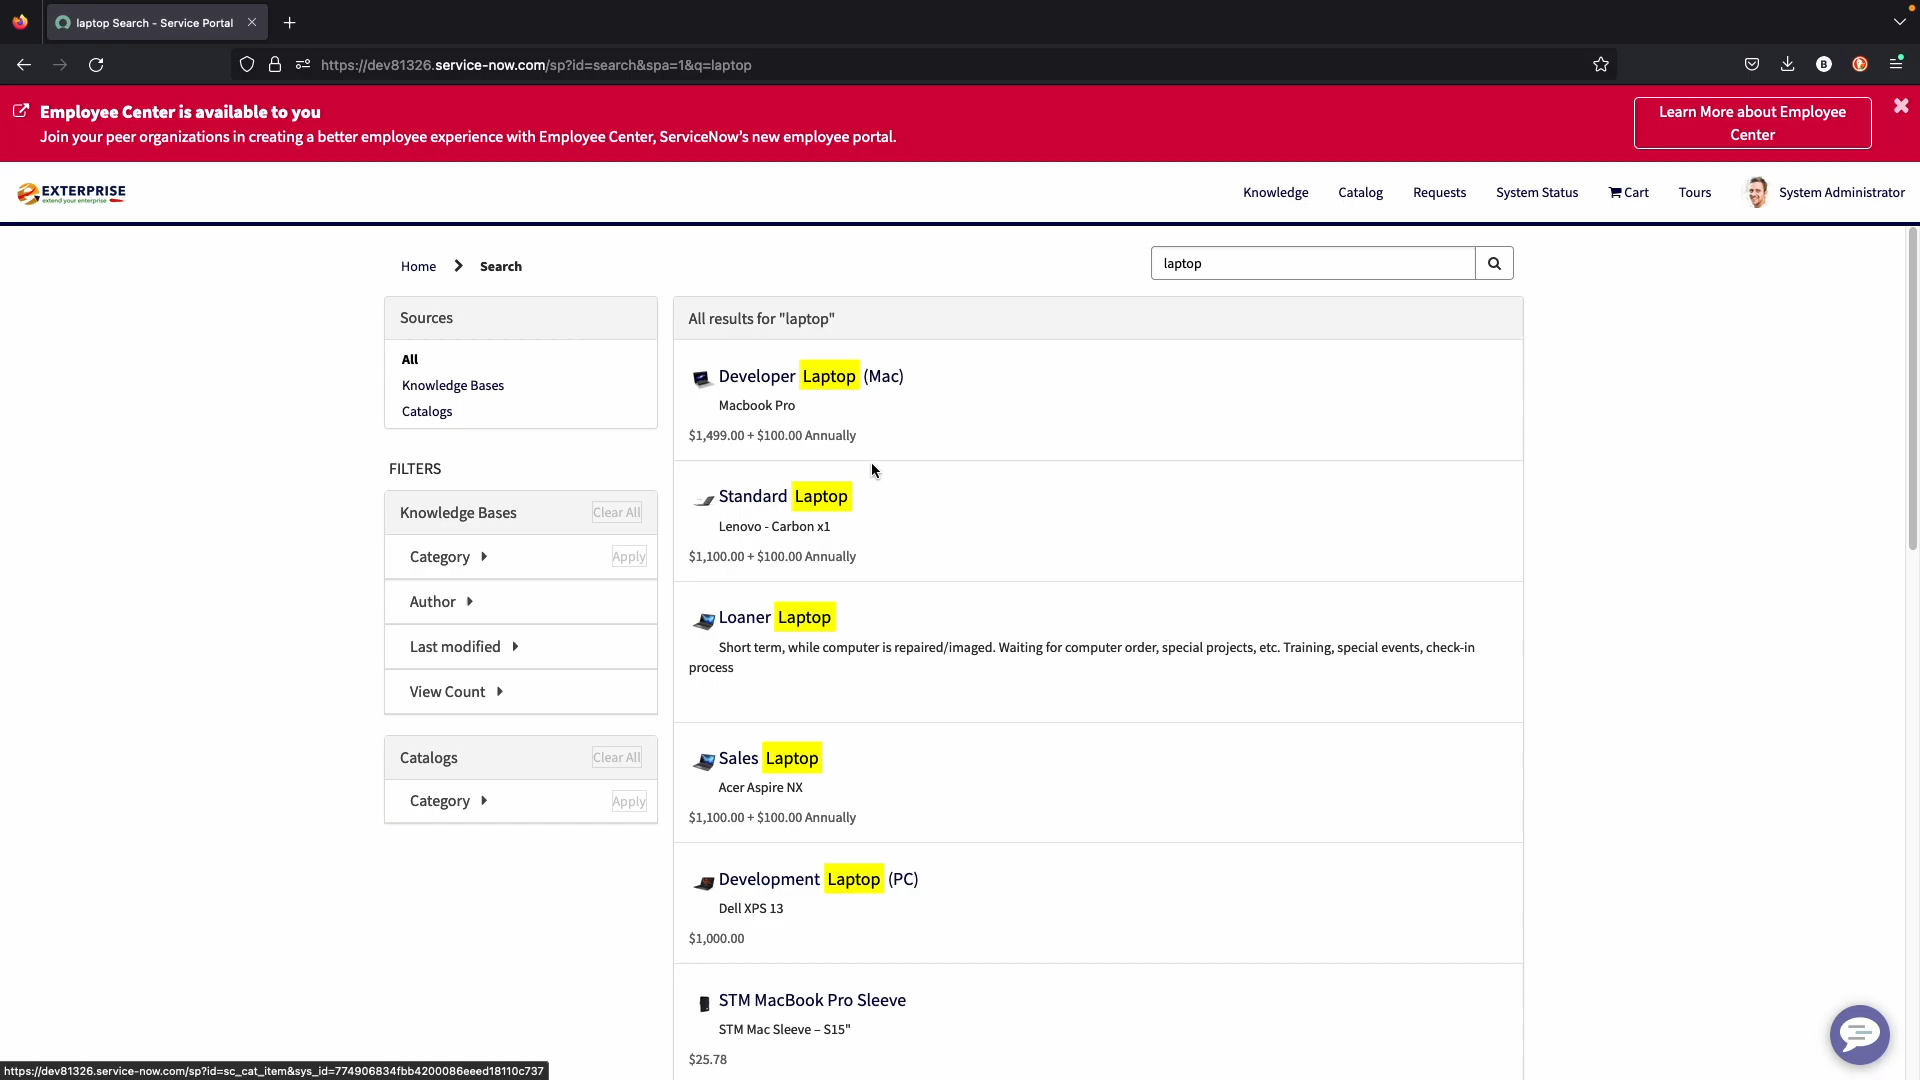 laptop Search - Service Portal
https://dev81326.service-now.com/sp?id=search&spa=1&q=laptop
B
Employee Center is available to you
Join your peer organizations in creating a better employee experience with Employee Center, ServiceNow's new employee portal.
Learn More about Employee
Center
EXTERPRISE
extend your enterprise
Knowledge
Catalog
Requests
System Status
Cart
Tours
System Administrator
Home
Search
laptop
Sources
All
Knowledge Bases
Catalogs
FILTERS
Knowledge Bases
Clear All
Category
Apply
Author
Last modified
View Count
Catalogs
Clear All
Category
Apply
All results for "laptop"
Developer Laptop (Mac)
Macbook Pro
$1,499.00 + $100.00 Annually
Standard Laptop
Lenovo - Carbon x1
$1,100.00 + $100.00 Annually
Loaner Laptop
Short term, while computer is repaired/imaged. Waiting for computer order, special projects, etc. Training, special events, check-in
process
Sales Laptop
Acer Aspire NX
$1,100.00 + $100.00 Annually
Development Laptop (PC)
Dell XPS 13
$1,000.00
STM MacBook Pro Sleeve
STM Mac Sleeve – S15"
$25.78
https://dev81326.service-now.com/sp?id=sc_cat_item&sys_id=774906834fbb4200086eeed18110c737